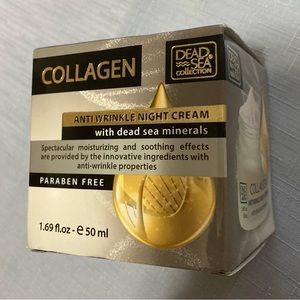 COLLAGEN
DEAD
SEA
COLLECTION
ANTI WRINKLE NIGHT CREAM
with dead sea minerals
Spectacular moisturizing and soothing effects
are provided by the innovative ingredients with
anti-wrinkle properties
PARABEN FREE
1.69 fl.oz. - e 50 ml
COLLAGEN